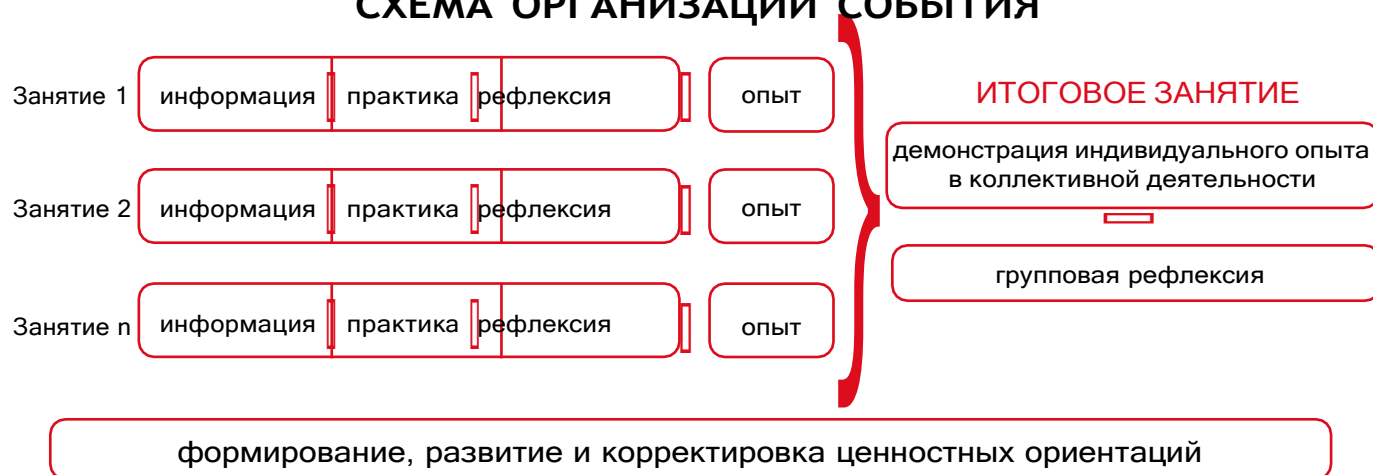 СХЕМА ОРГАНИЗАЦИИ СОБЫТИЯ
Занятие 1 информация практика рефлексия опыт
Занятие 2 информация практика рефлексия опыт
Занятие n информация практика рефлексия опыт
ИТОГОВОЕ ЗАНЯТИЕ
демонстрация индивидуального опыта
в коллективной деятельности
групповая рефлексия
формирование, развитие и корректировка ценностных ориентаций